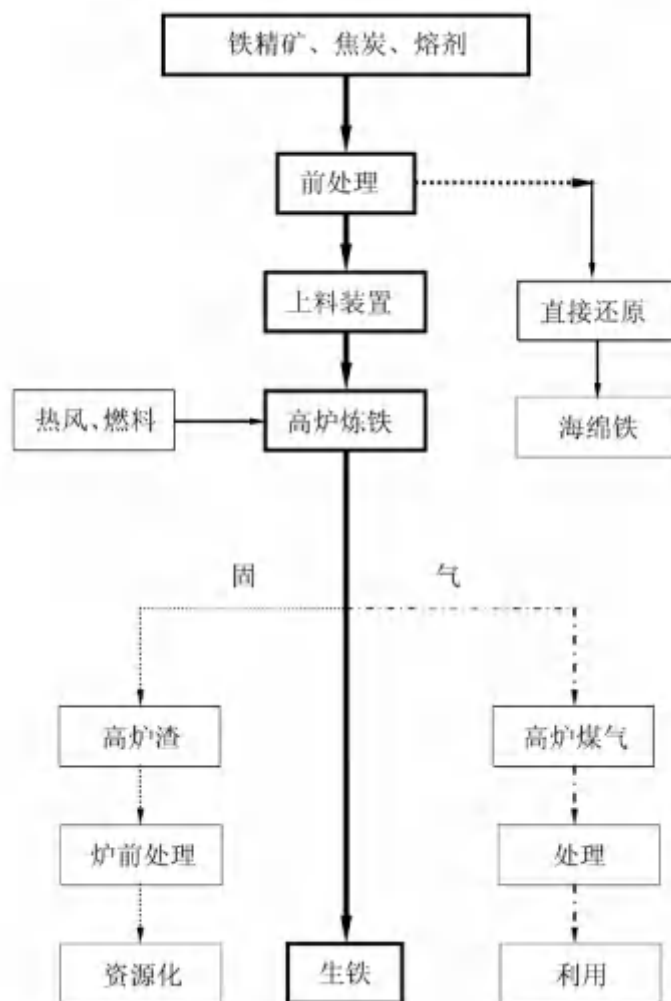 铁精矿、焦炭、熔剂
前处理
上料装置
直接还原
热风、燃料
高炉炼铁
海绵铁
固
气
高炉渣
高炉煤气
炉前处理
处理
资源化
生铁
利用